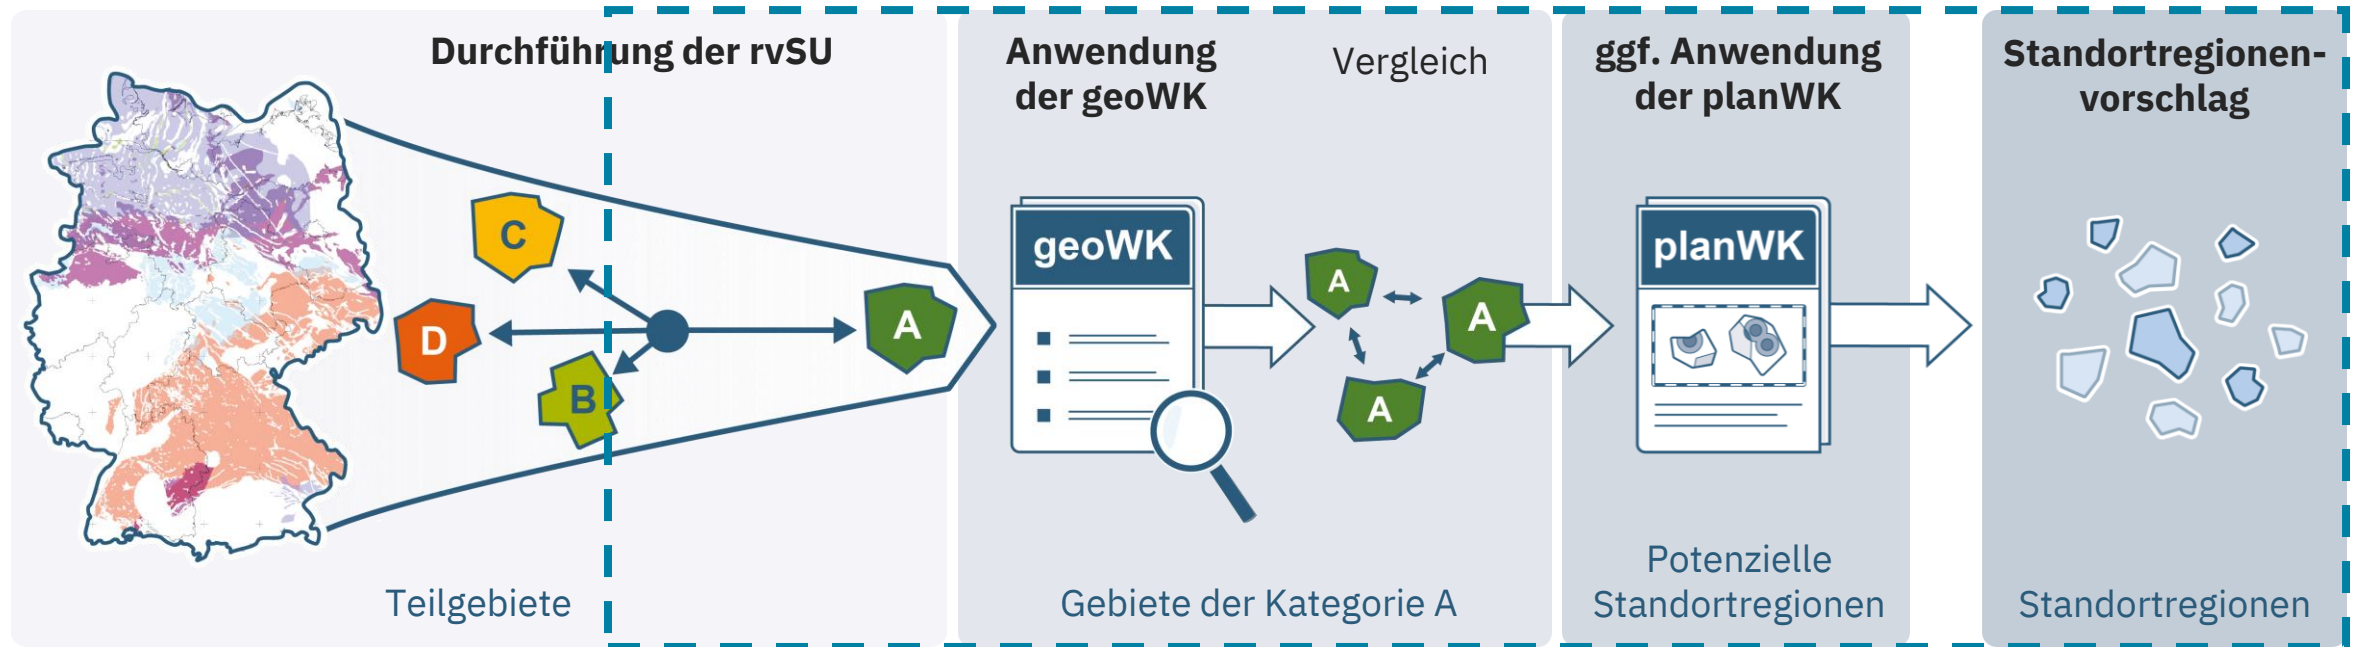 Durchführung der rvSU
Anwendung
der geoWK
Vergleich
ggf. Anwendung
der planWK
Standortregionen-
vorschlag
C
D
B
A
geoWK
A
A
A
planWK
Teilgebiete
Gebiete der Kategorie A
Potenzielle
Standortregionen
Standortregionen